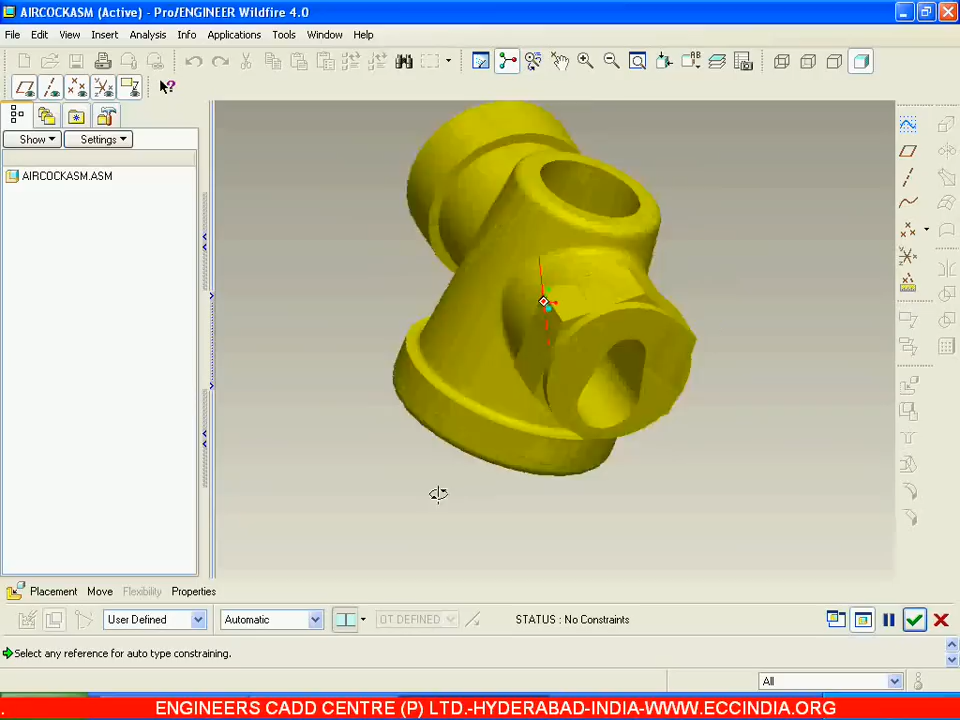 AIRCOCKASM (Active) - Pro/ENGINEER Wildfire 4.0
File Edit View Insert Analysis Info Applications Tools Window Help
Show Settings
AIRCOCKASM.ASM
Placement Move Flexibility Properties
User Defined Automatic OT DEFINED STATUS : No Constraints
Select any reference for auto type constraining.
All
. ENGINEERS CADD CENTRE (P) LTD.-HYDERABAD-INDIA-WWW.ECCINDIA.ORG